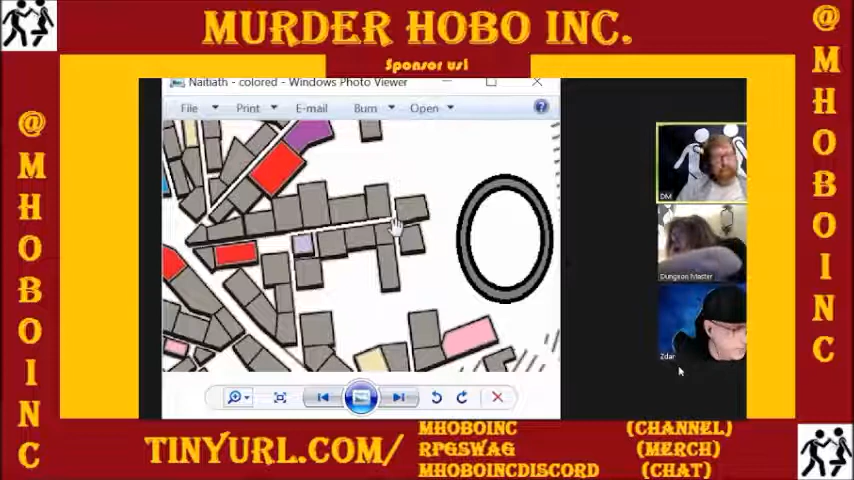 MURDER HOBO INC.
Sponsor us!
@MHOBOINC
@MHOBOINC
Naitiath - colored - Windows Photo Viewer
File Print E-mail Burn Open
DM
Dungeon Master
Zdar
TINYURL.COM/
MHOBOINC (CHANNEL)
RPGSWAG (MERCH)
MHOBOINCDISCORD (CHAT)